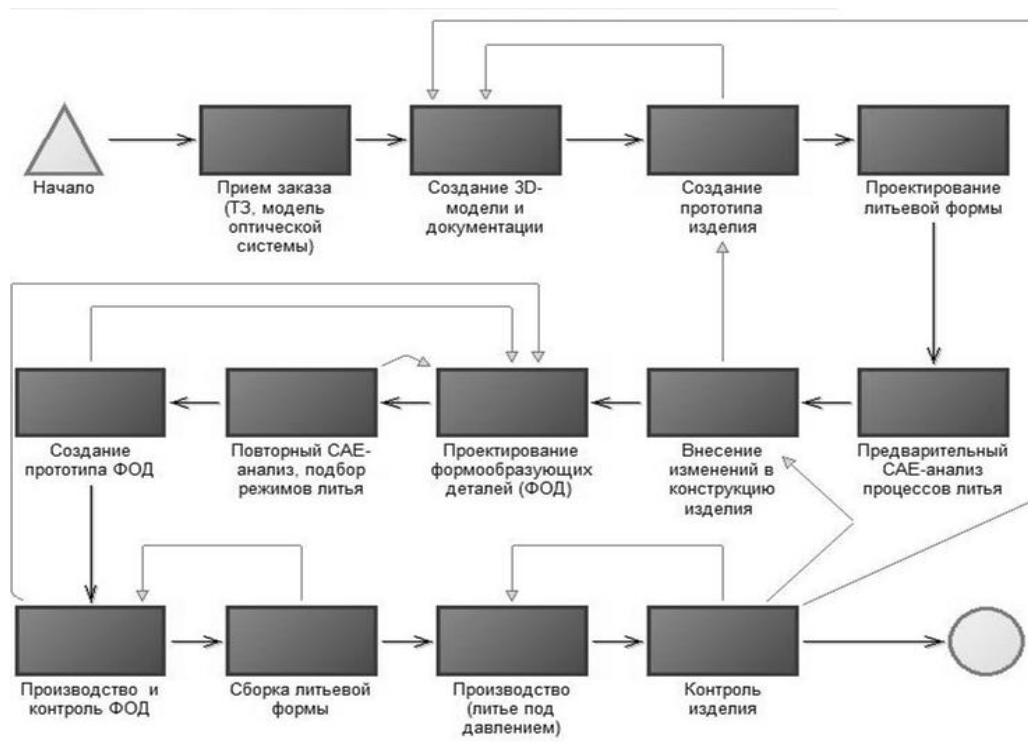 Начало
Прием заказа
(ТЗ, модель
оптической
системы)
Создание 3D-
модели и
документации
Создание
прототипа
изделия
Проектирование
литьевой формы
Создание
прототипа ФОД
Повторный CAE-
анализ, подбор
режимов литья
Проектирование
формообразующих
деталей (ФОД)
Внесение
изменений в
конструкцию
изделия
Предварительный
CAE-анализ
процессов литья
Производство и
контроль ФОД
Сборка литьевой
формы
Производство
(литье под
давлением)
Контроль
изделия